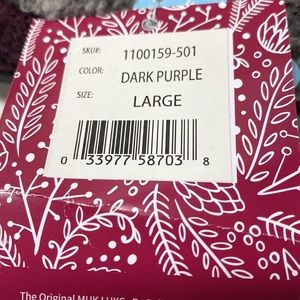 SKU#: 1100159-501
COLOR: DARK PURPLE
SIZE: LARGE
0 33977 58703 8
The Original MUK LUKS